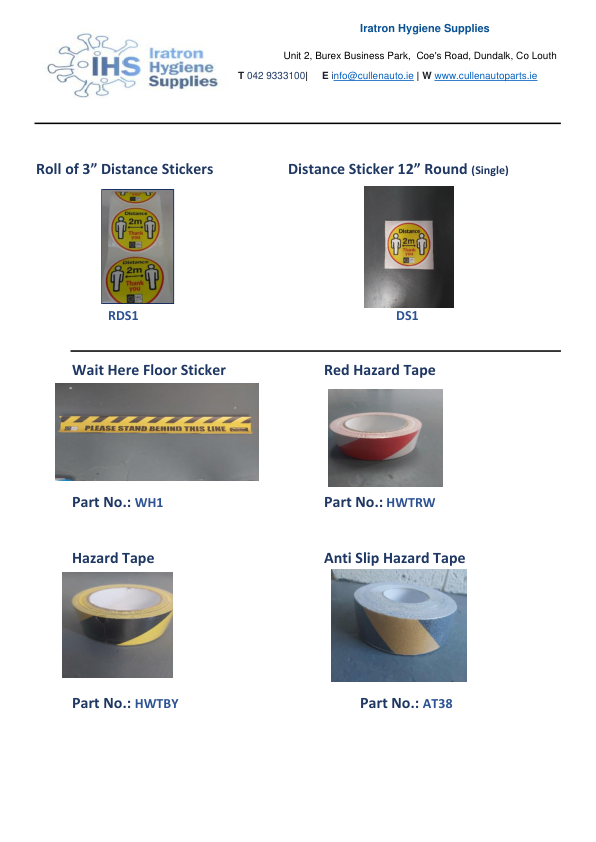 Iratron Hygiene Supplies
IHS Iratron
Hygiene
Supplies
Unit 2, Burex Business Park, Coe's Road, Dundalk, Co Louth
T 042 9333100| E info@cullenauto.ie | W www.cullenautoparts.ie
Roll of 3” Distance Stickers
Distance Sticker 12” Round (Single)
Distance
2m
Thank
you
Distance
2m
Thank
you
Distance
2m
Thank
you
RDS1
DS1
Wait Here Floor Sticker
Red Hazard Tape
PLEASE STAND BEHIND THIS LINE
Part No.: WH1
Part No.: HWTRW
Hazard Tape
Anti Slip Hazard Tape
Part No.: HWTBY
Part No.: AT38